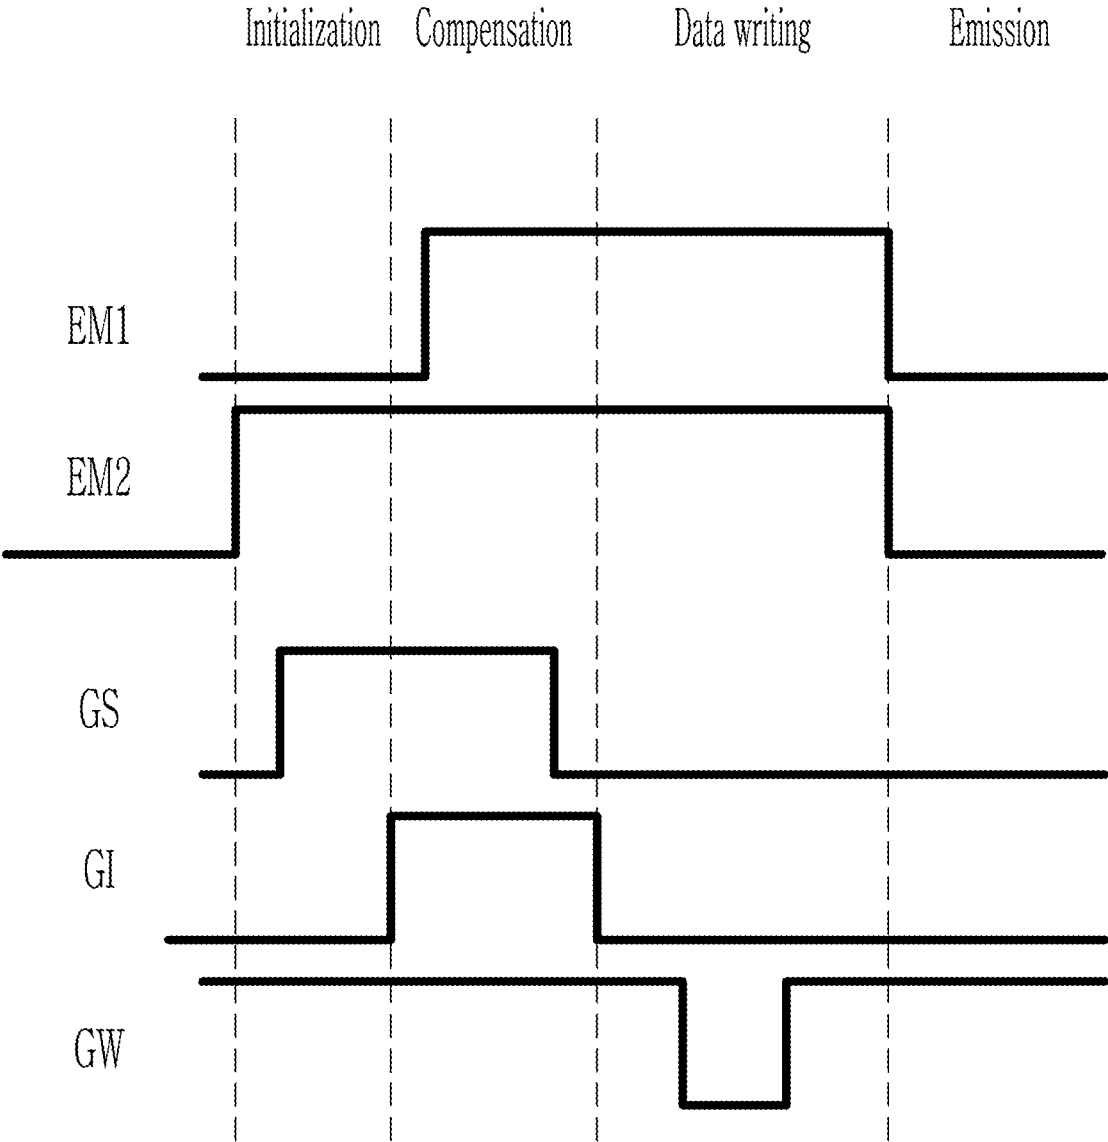 Initialization Compensation Data writing Emission
EM1
EM2
GS
GI
GW